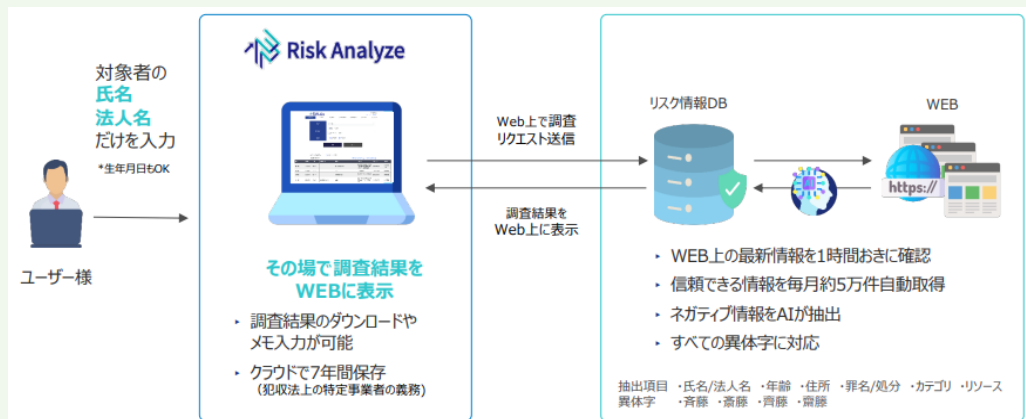 対象者の
氏名
法人名
だけを入力
*生年月日もOK
ユーザー様
Risk Analyze
その場で調査結果を
WEBに表示
‣ 調査結果のダウンロードや
メモ入力が可能
‣ クラウドで7年間保存
(犯収法上の特定事業者の義務)
Web上で調査
リクエスト送信
調査結果を
Web上に表示
リスク情報DB
WEB
https://
‣ WEB上の最新情報を1時間おきに確認
‣ 信頼できる情報を毎月約5万件自動取得
‣ ネガティブ情報をAIが抽出
‣ すべての異体字に対応
抽出項目 ・氏名/法人名 ・年齢 ・住所 ・罪名/処分 ・カテゴリ ・リソース
異体字 ・斉藤 ・斎藤 ・齊藤 ・齋藤